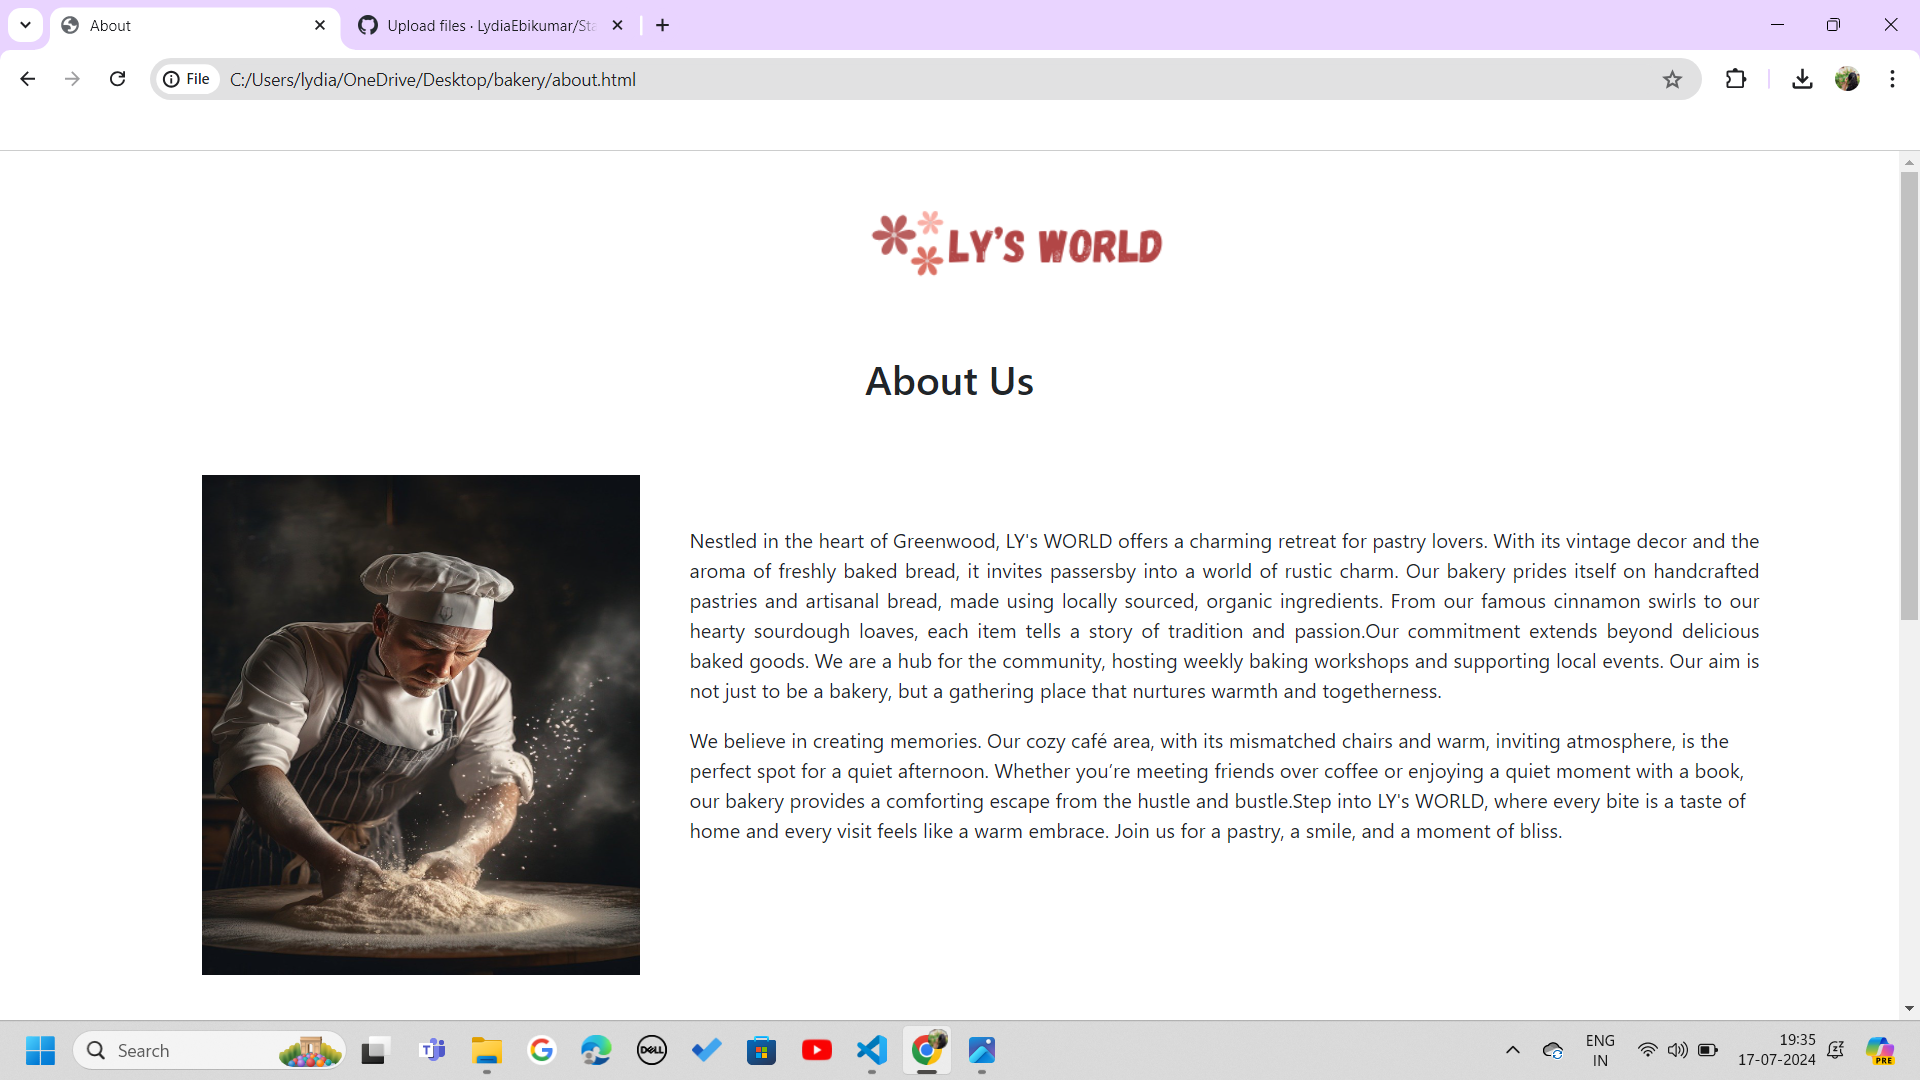 About
Upload files · LydiaEbikumar/Sta
File
C:/Users/lydia/OneDrive/Desktop/bakery/about.html
LY'S WORLD
About Us
Nestled in the heart of Greenwood, LY's WORLD offers a charming retreat for pastry lovers. With its vintage decor and the
aroma of freshly baked bread, it invites passersby into a world of rustic charm. Our bakery prides itself on handcrafted
pastries and artisanal bread, made using locally sourced, organic ingredients. From our famous cinnamon swirls to our
hearty sourdough loaves, each item tells a story of tradition and passion.Our commitment extends beyond delicious
baked goods. We are a hub for the community, hosting weekly baking workshops and supporting local events. Our aim is
not just to be a bakery, but a gathering place that nurtures warmth and togetherness.
We believe in creating memories. Our cozy café area, with its mismatched chairs and warm, inviting atmosphere, is the
perfect spot for a quiet afternoon. Whether you’re meeting friends over coffee or enjoying a quiet moment with a book,
our bakery provides a comforting escape from the hustle and bustle.Step into LY's WORLD, where every bite is a taste of
home and every visit feels like a warm embrace. Join us for a pastry, a smile, and a moment of bliss.
Search
DELL
ENG
IN
19:35
17-07-2024
PRE